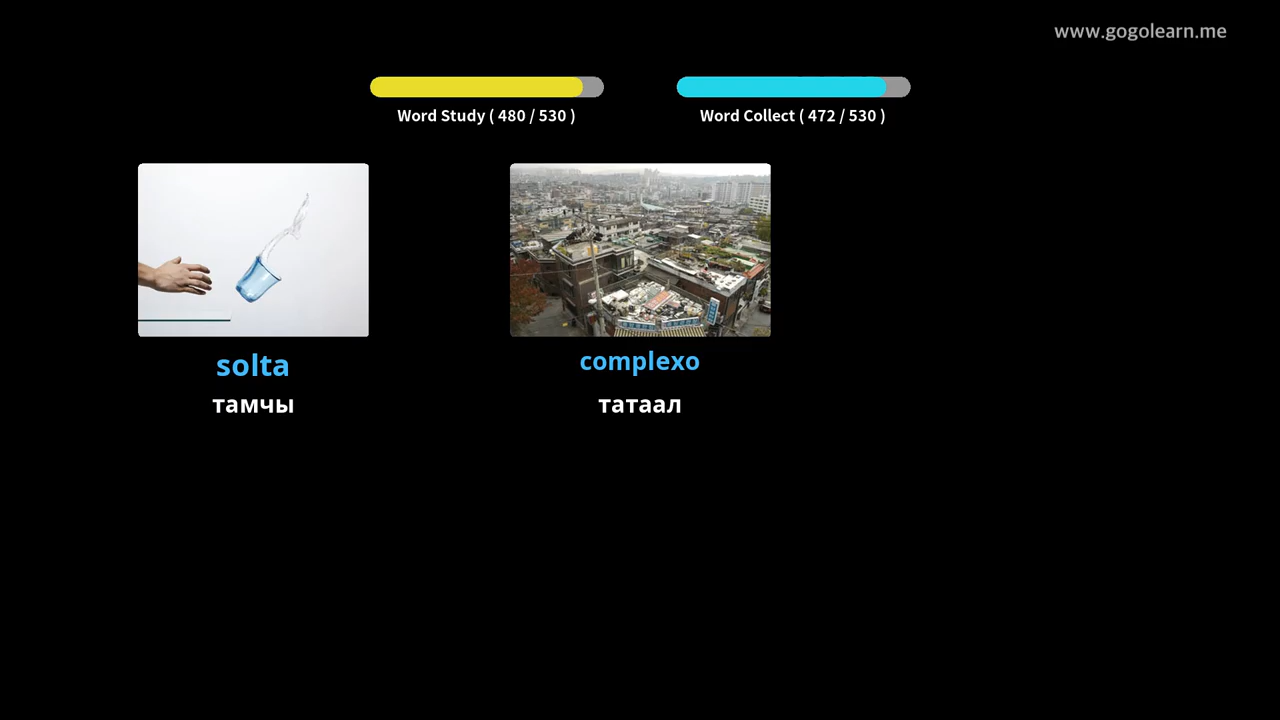 www.gogolearn.me
Word Study ( 480 / 530 )
Word Collect ( 472 / 530 )
solta
тамчы
complexo
татаал